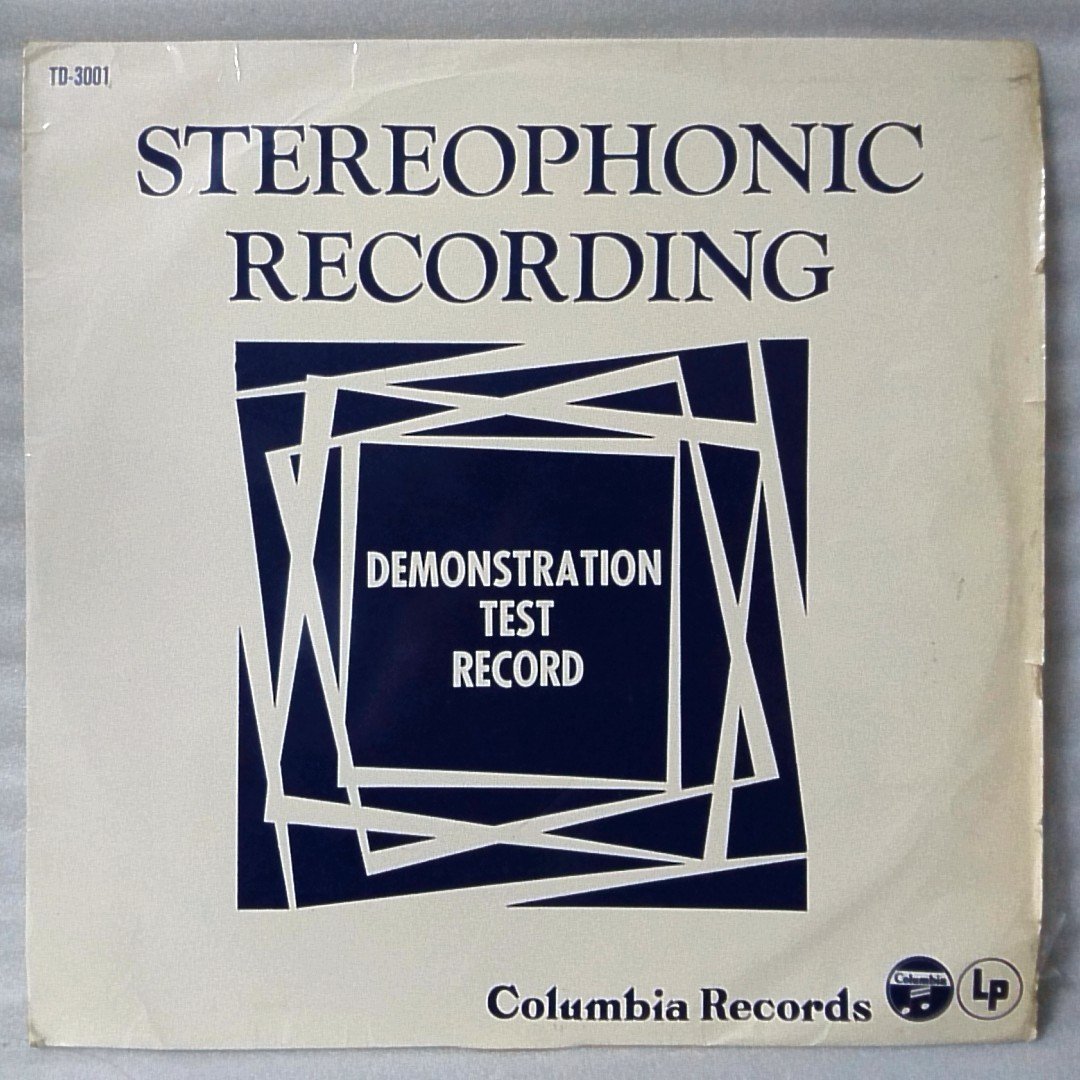 TD-3001
STEREOPHONIC
RECORDING
DEMONSTRATION
TEST
RECORD
Columbia Records
Columbia
LP